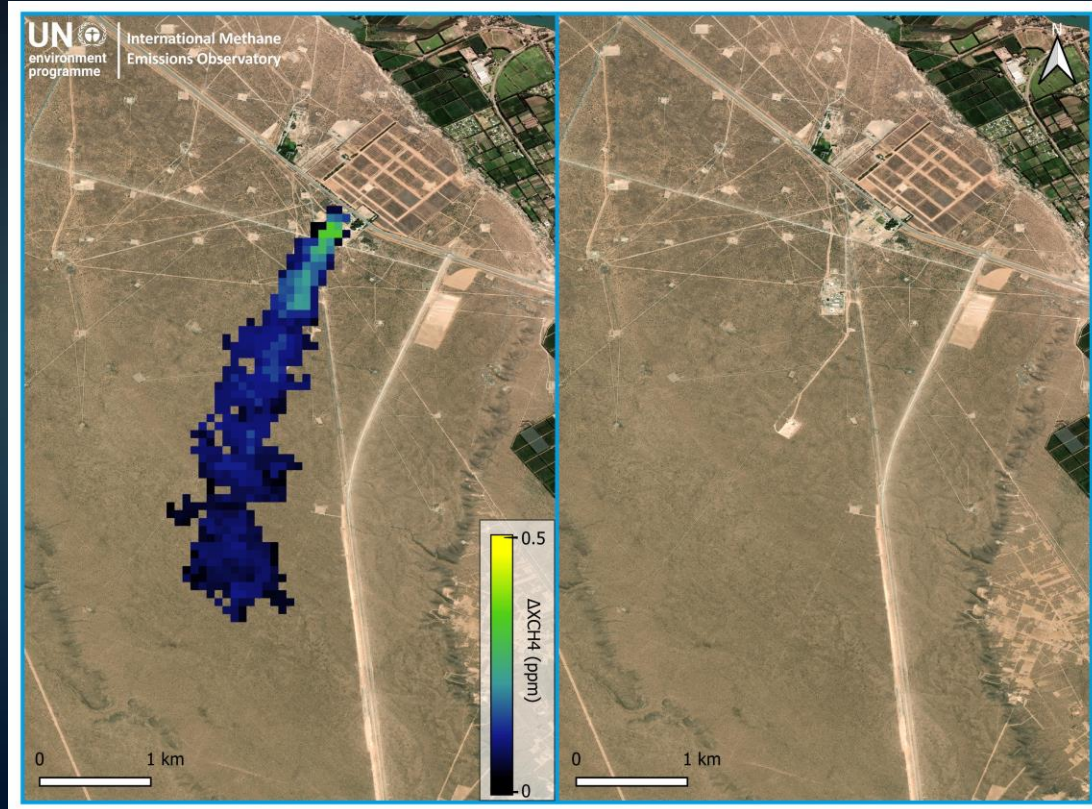 UN
environment
programme
International Methane
Emissions Observatory
N
0.5
ΔXCH4 (ppm)
0
0 1 km
0 1 km